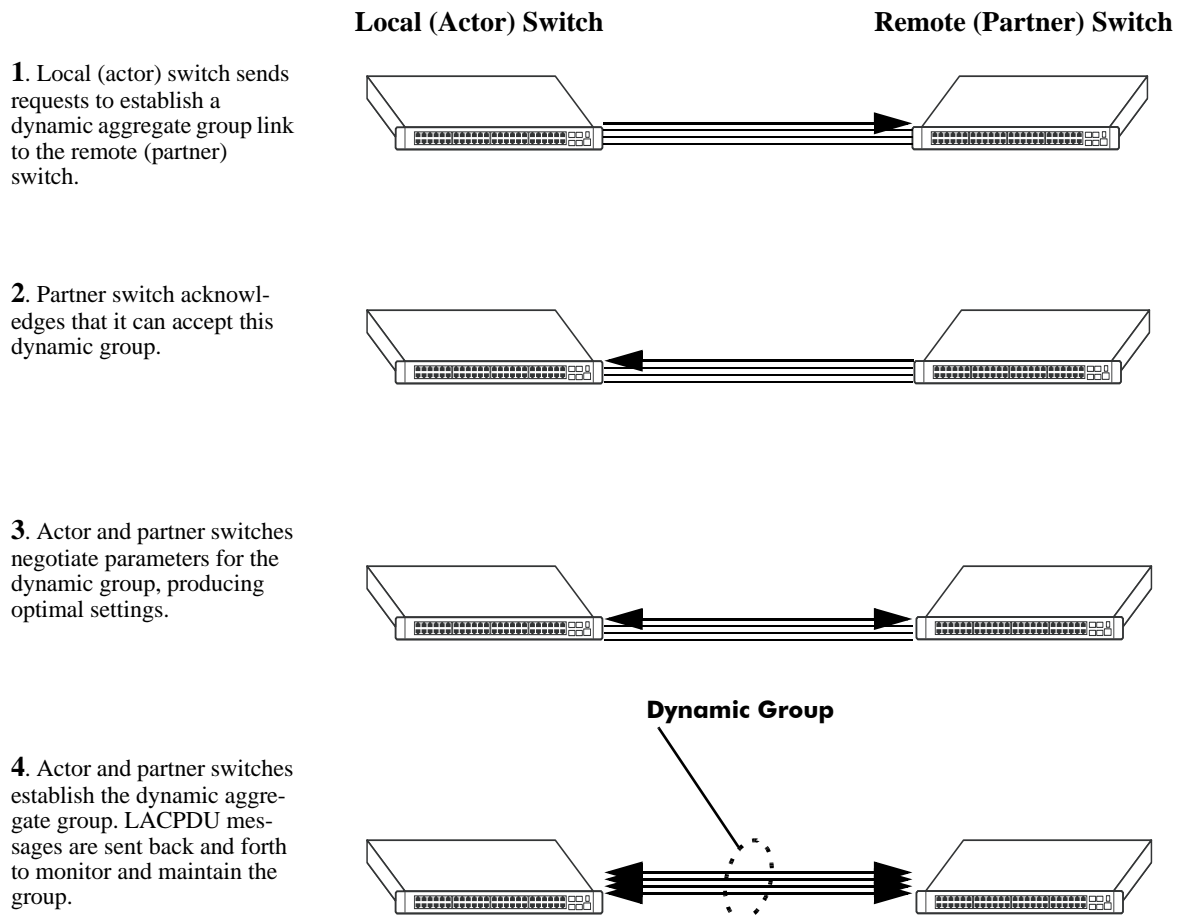 Local (Actor) Switch
Remote (Partner) Switch
1. Local (actor) switch sends
requests to establish a
dynamic aggregate group link
to the remote (partner)
switch.
2. Partner switch acknowl-
edges that it can accept this
dynamic group.
3. Actor and partner switches
negotiate parameters for the
dynamic group, producing
optimal settings.
Dynamic Group
4. Actor and partner switches
establish the dynamic aggre-
gate group. LACPDU mes-
sages are sent back and forth
to monitor and maintain the
group.